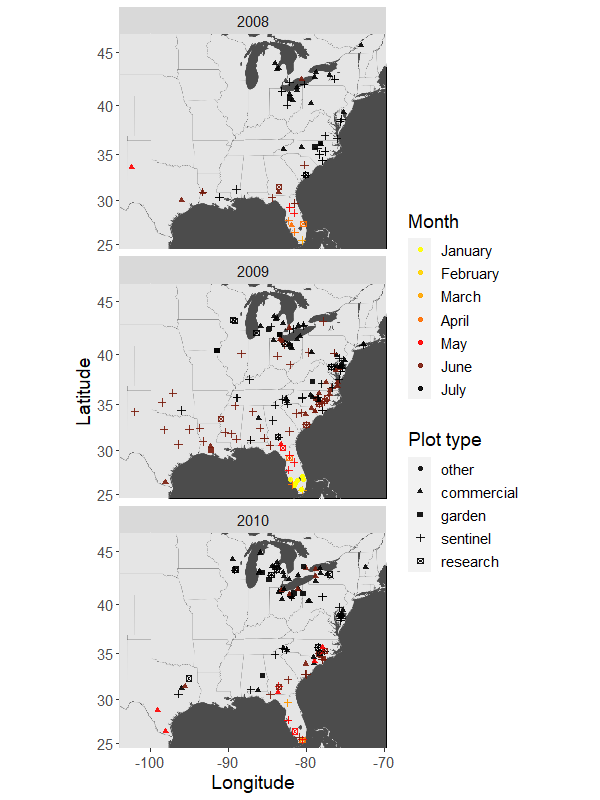 2008
45
40
35
30
25
2009
45
40
35
30
25
2010
45
40
35
30
25
-100 -90 -80 -70
Longitude
Latitude
Month
January
February
March
April
May
June
July
Plot type
other
commercial
garden
sentinel
research